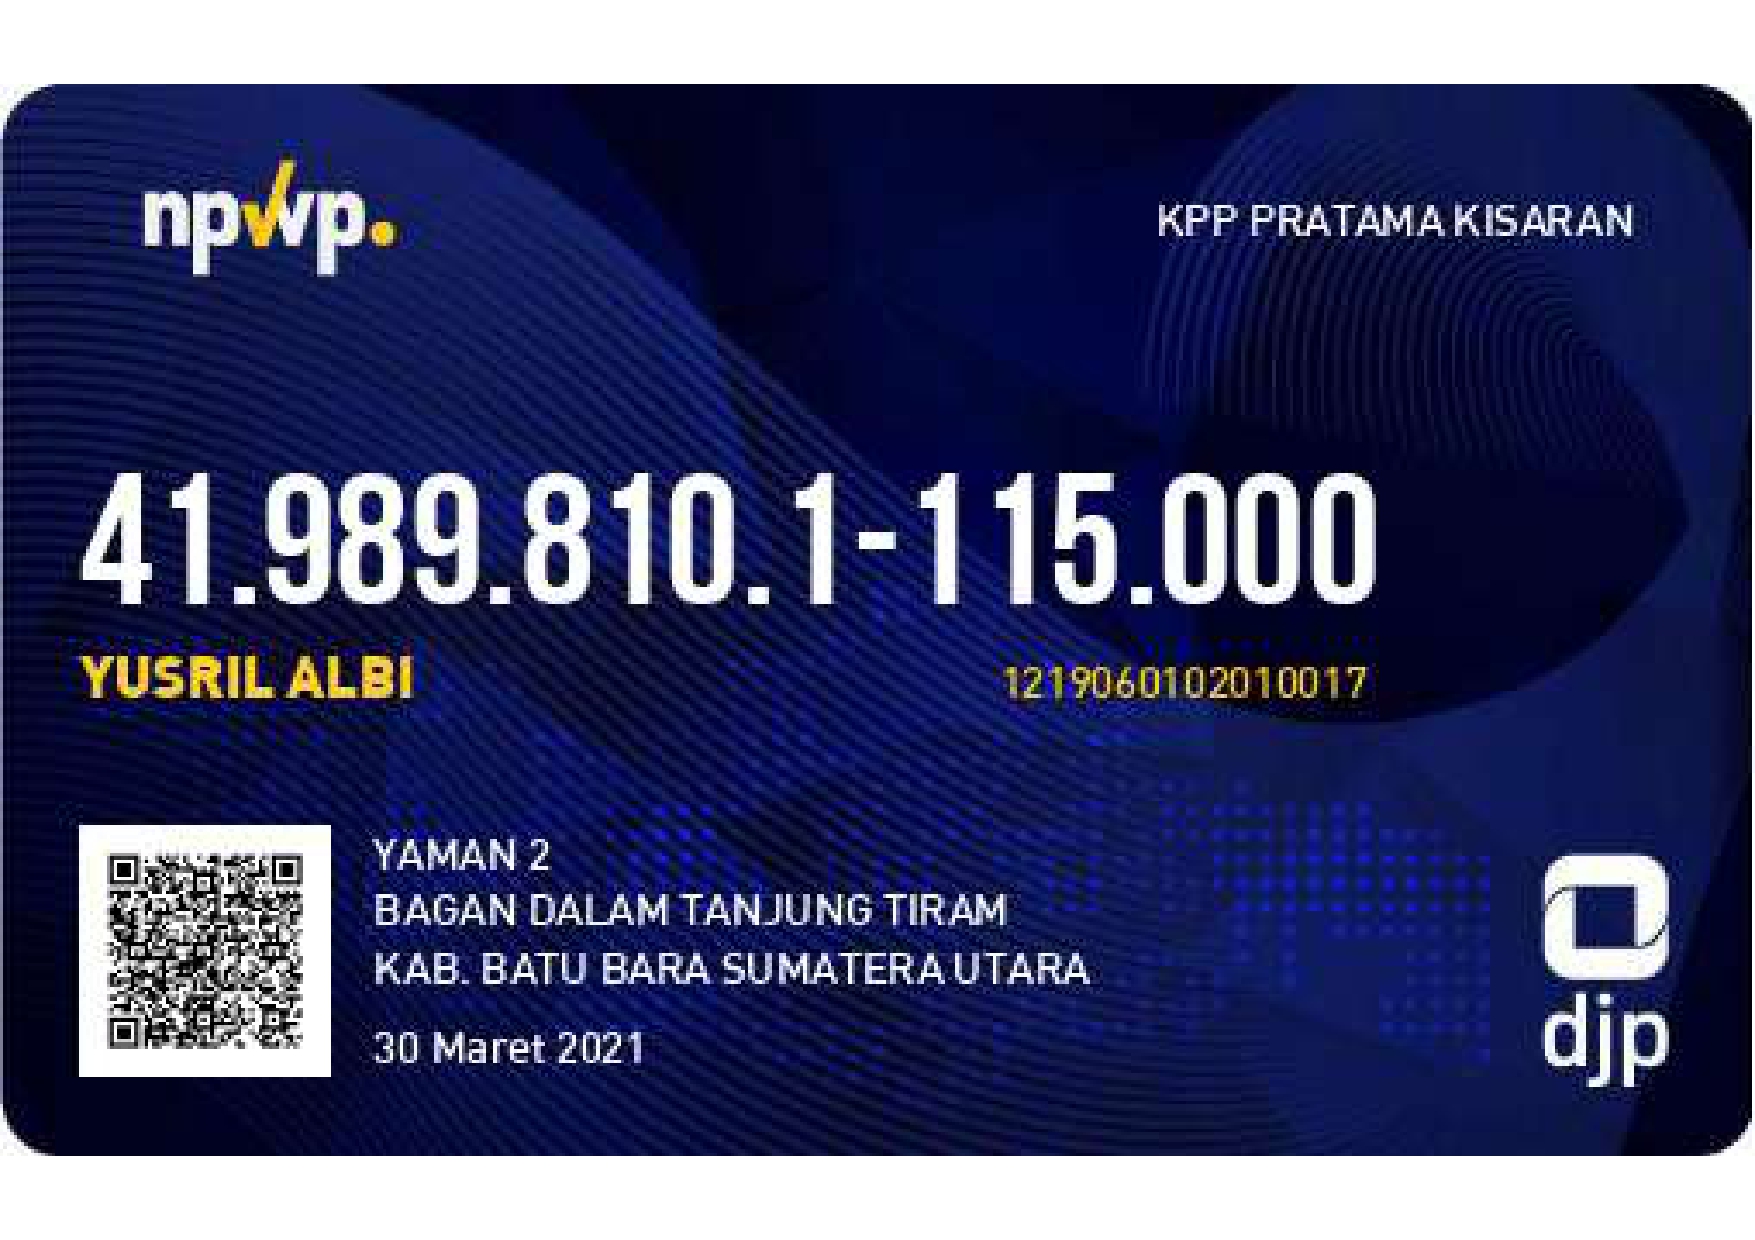 npwp.
KPP PRATAMA KISARAN
41.989.810.1-115.000
YUSRIL ALBI
1219060102010017
YAMAN 2
BAGAN DALAM TANJUNG TIRAM
KAB. BATU BARA SUMATERA UTARA
30 Maret 2021
djp